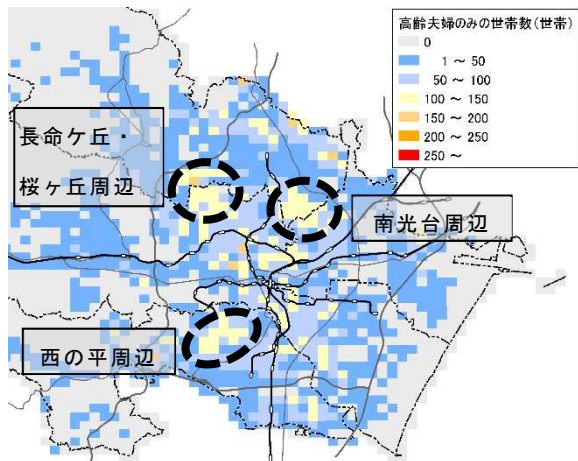 高齢夫婦のみの世帯数(世帯)
0
1 ～ 50
50 ～ 100
100 ～ 150
150 ～ 200
200 ～ 250
250 ～
長命ケ丘・
桜ヶ丘周辺
南光台周辺
西の平周辺